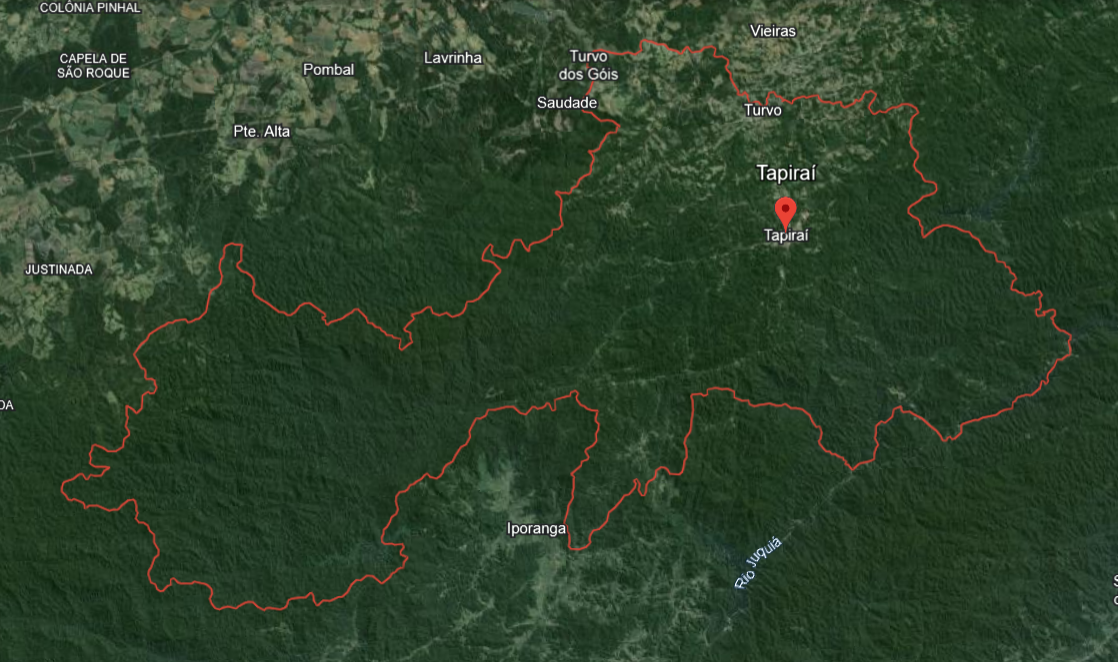 COLÔNIA PINHAL
Vieiras
CAPELA DE
SÃO ROQUE
Lavrinha
Turvo
dos Góis
Pombal
Saudade
Turvo
Pte. Alta
Tapiraí
Tapiraí
JUSTINADA
DA
Iporanga
Rio Juquiá